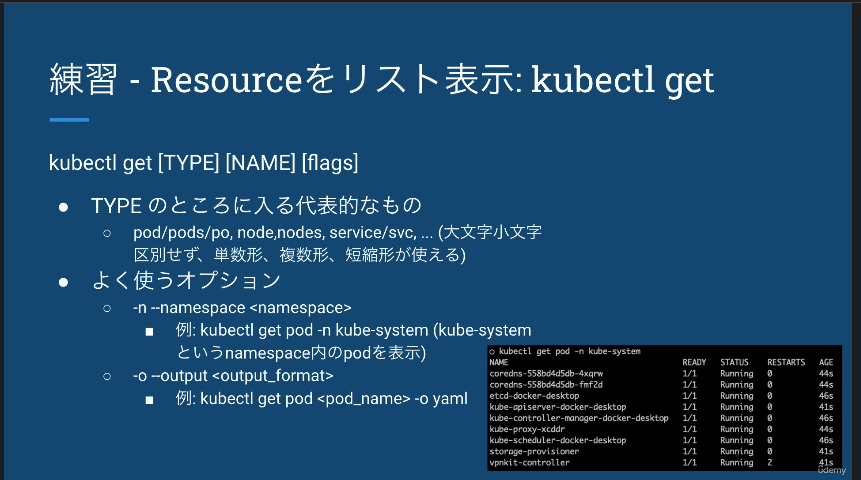 練習 - Resourceをリスト表示: kubectl get
kubectl get [TYPE] [NAME] [flags]
● TYPE のところに入る代表的なもの
○ pod/pods/po, node,nodes, service/svc, ... (大文字小文字
区別せず、単数形、複数形、短縮形が使える)
● よく使うオプション
○ -n --namespace <namespace>
■ 例: kubectl get pod -n kube-system (kube-system
というnamespace内のpodを表示)
○ -o --output <output_format>
■ 例: kubectl get pod <pod_name> -o yaml
○ kubectl get pod -n kube-system
NAME READY STATUS RESTARTS AGE
coredns-558bd4d5db-4xqrw 1/1 Running 0 44s
coredns-558bd4d5db-fmf2d 1/1 Running 0 44s
etcd-docker-desktop 1/1 Running 0 46s
kube-apiserver-docker-desktop 1/1 Running 0 41s
kube-controller-manager-docker-desktop 1/1 Running 0 46s
kube-proxy-xcddr 1/1 Running 0 44s
kube-scheduler-docker-desktop 1/1 Running 0 46s
storage-provisioner 1/1 Running 0 41s
vpnkit-controller 1/1 Running 2 41s
ûdemy